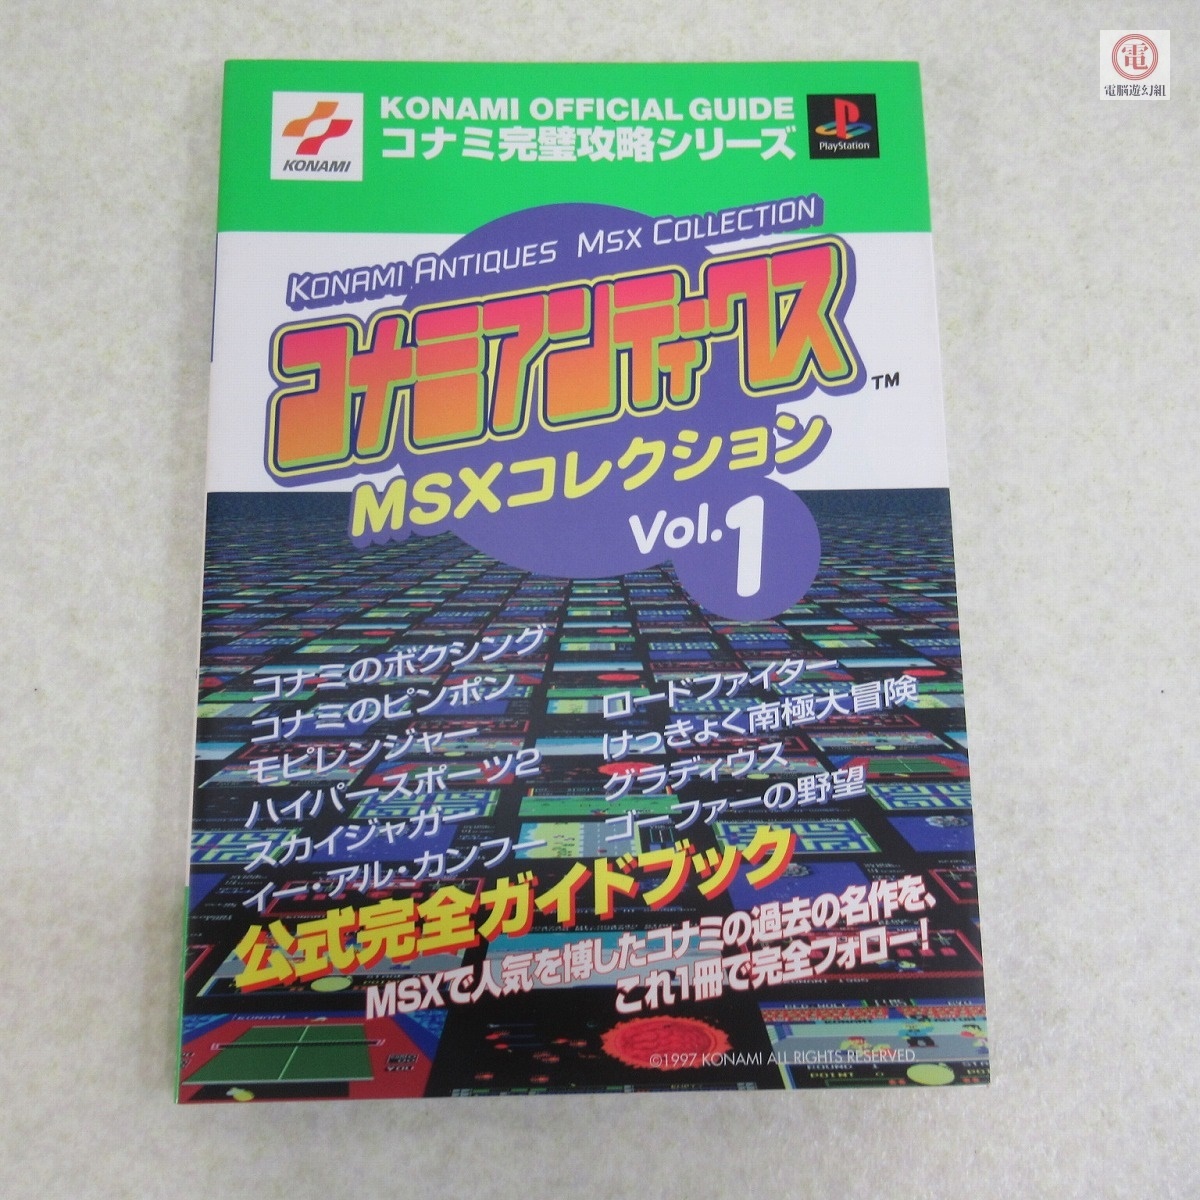 電
電脳遊幻組
KONAMI
KONAMI OFFICIAL GUIDE
コナミ完璧攻略シリーズ
PlayStation
KONAMI ANTIQUES MSX COLLECTION
コナミアンティークス
TM
MSXコレクション
Vol.1
コナミのボクシング
コナミのピンポン
モピレンジャー
ハイパースポーツ2
スカイジャガー
イー・アル・カンフー
ロードファイター
けっきょく南極大冒険
グラディウス
ゴーファーの野望
公式完全ガイドブック
MSXで人気を博したコナミの過去の名作を、
これ1冊で完全フォロー!
©1997 KONAMI ALL RIGHTS RESERVED